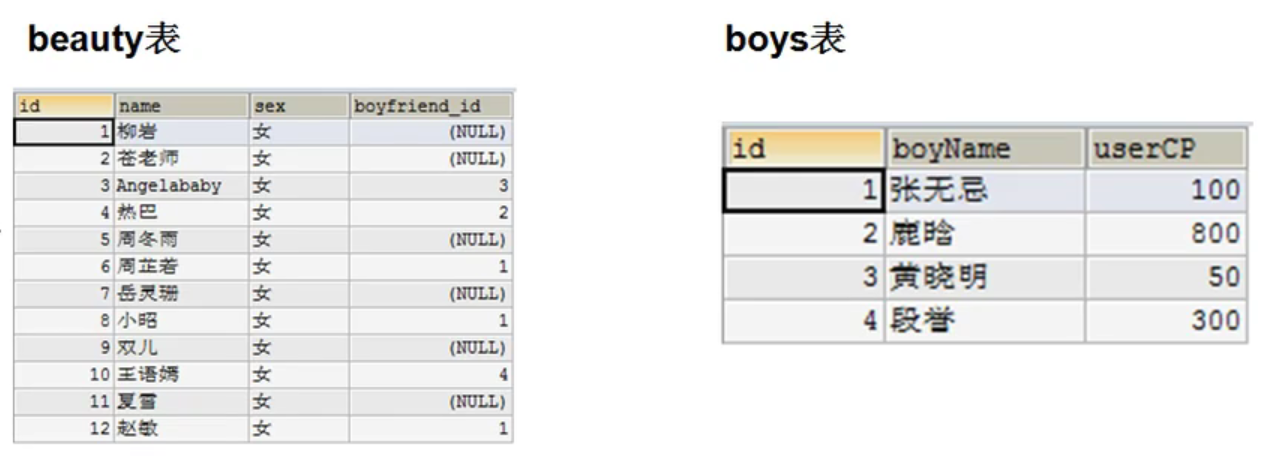 beauty表
id name sex boyfriend_id
1 柳岩 女 (NULL)
2 苍老师 女 (NULL)
3 Angelababy 女 3
4 热巴 女 2
5 周冬雨 女 (NULL)
6 周芷若 女 1
7 岳灵珊 女 (NULL)
8 小昭 女 1
9 双儿 女 (NULL)
10 王语嫣 女 4
11 夏雪 女 (NULL)
12 赵敏 女 1
boys表
id boyName userCP
1 张无忌 100
2 鹿晗 800
3 黄晓明 50
4 段誉 300